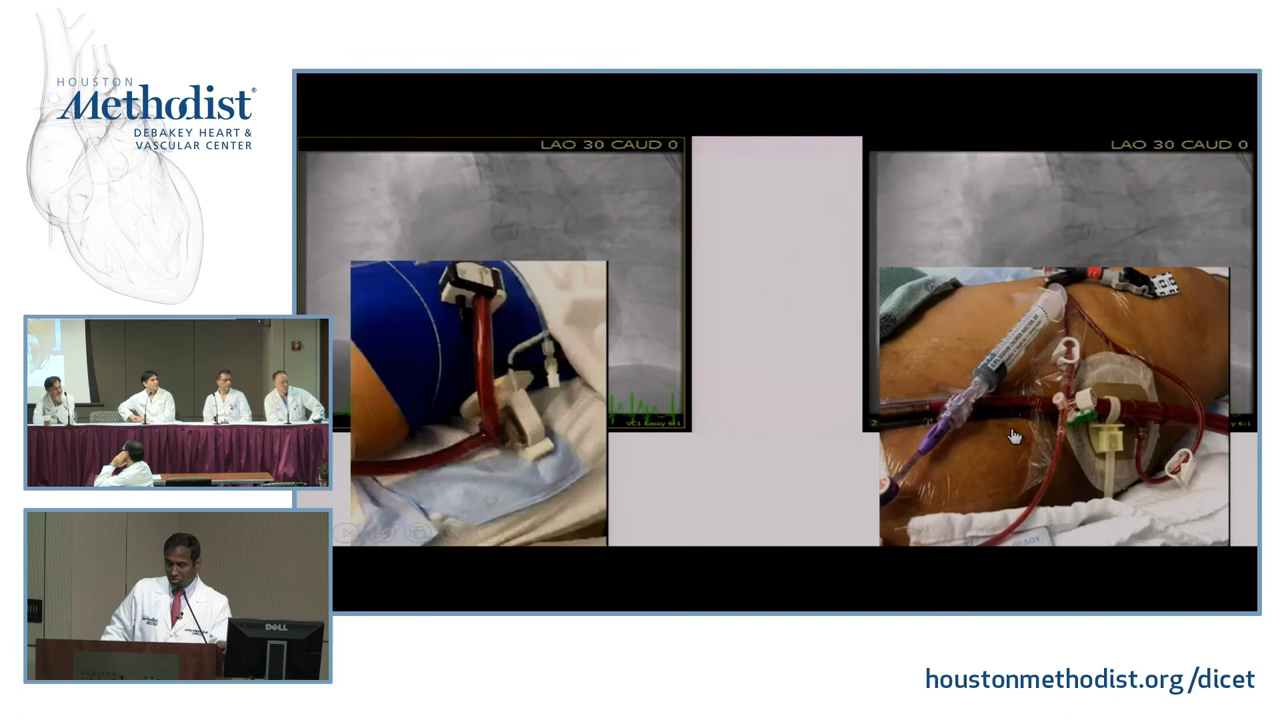 HOUSTON
Methodist®
DEBAKEY HEART &
VASCULAR CENTER
LAO 30 CAUD 0
LAO 30 CAUD 0
DELL
houstonmethodist.org/dicet